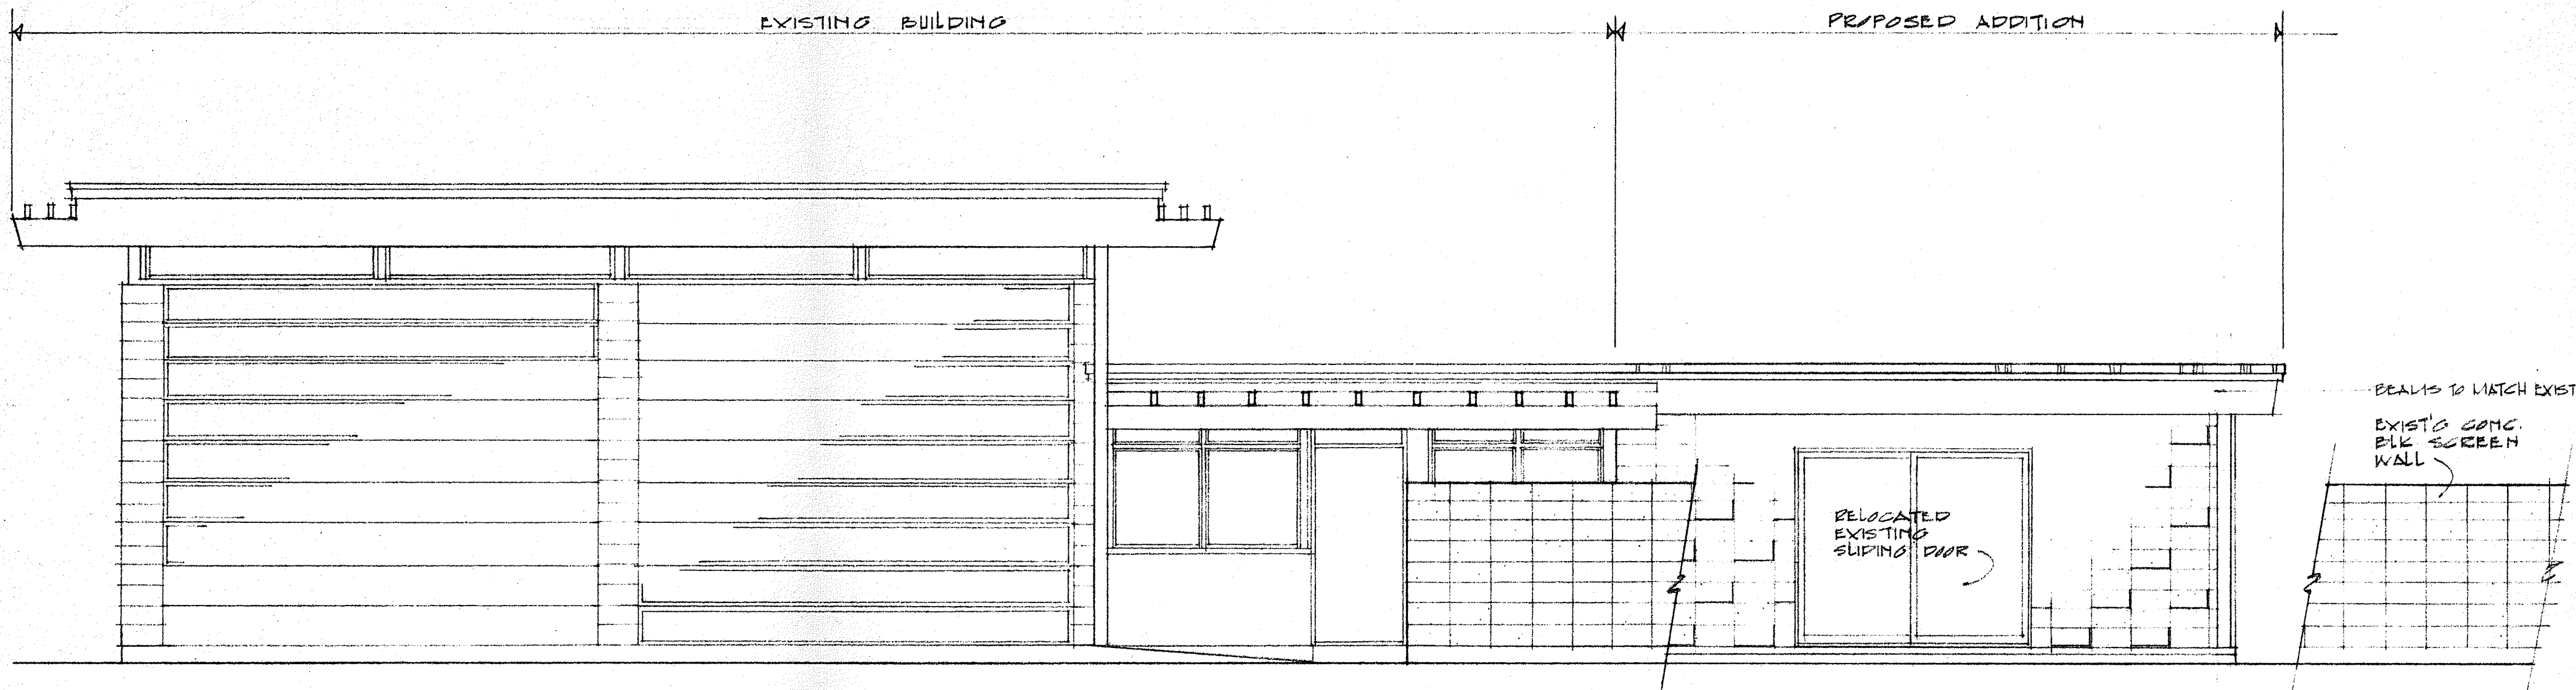 EXISTING BUILDING
PROPOSED ADDITION
BEAMS TO MATCH EXIST
EXIST'G CONC.
BLK SCREEN
WALL
RELOCATED
EXISTING
SLIDING DOOR